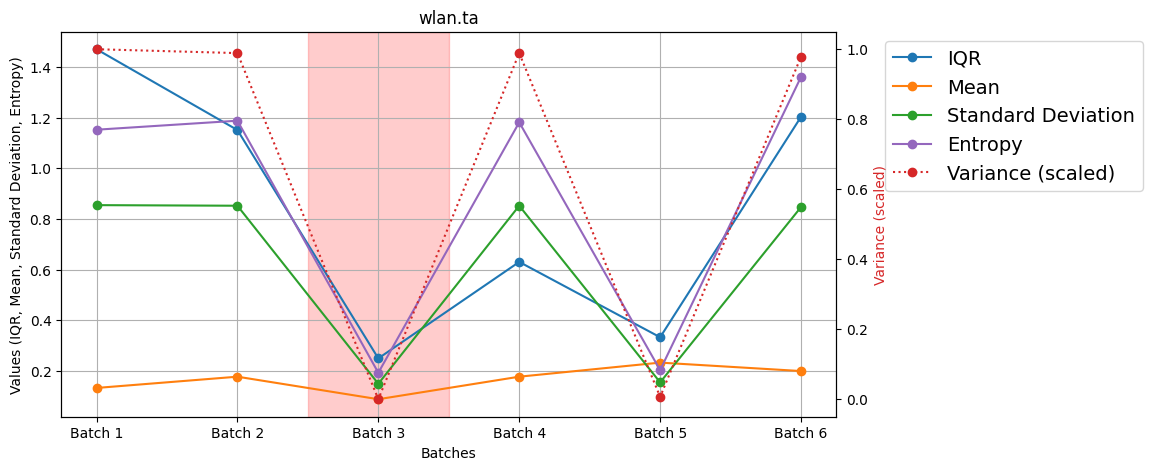 wlan.ta
Values (IQR, Mean, Standard Deviation, Entropy)
1.4
1.2
1.0
0.8
0.6
0.4
0.2
Batch 1 Batch 2 Batch 3 Batch 4 Batch 5 Batch 6
Batches
1.0
0.8
0.6
0.4
0.2
0.0
Variance (scaled)
IQR
Mean
Standard Deviation
Entropy
Variance (scaled)